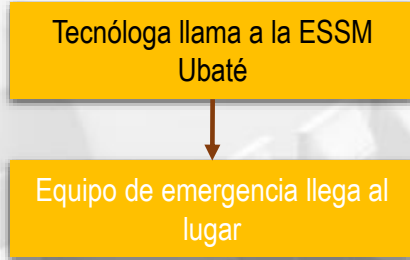 Tecnóloga llama a la ESSM
Ubaté
Equipo de emergencia llega al
lugar